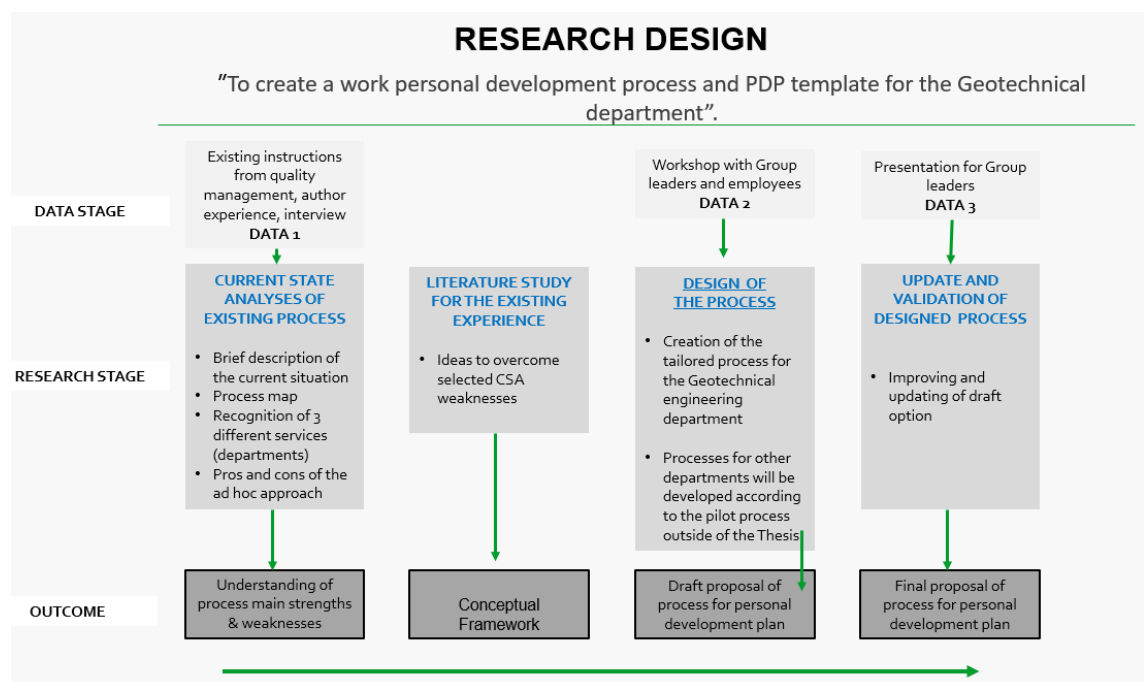 RESEARCH DESIGN
"To create a work personal development process and PDP template for the Geotechnical
department".
DATA STAGE
Existing instructions
from quality
management, author
experience, interview
DATA 1
Workshop with Group
leaders and employees
DATA 2
Presentation for Group
leaders
DATA 3
RESEARCH STAGE
CURRENT STATE
ANALYSES OF
EXISTING PROCESS
• Brief description of
the current situation
• Process map
• Recognition of 3
different services
(departments)
• Pros and cons of the
ad hoc approach
LITERATURE STUDY
FOR THE EXISTING
EXPERIENCE
• Ideas to overcome
selected CSA
weaknesses
DESIGN OF
THE PROCESS
• Creation of the
tailored process for
the Geotechnical
engineering
department
• Processes for other
departments will be
developed according
to the pilot process
outside of the Thesis
UPDATE AND
VALIDATION OF
DESIGNED PROCESS
• Improving and
updating of draft
option
OUTCOME
Understanding of
process main strengths
& weaknesses
Conceptual
Framework
Draft proposal of
process for personal
development plan
Final proposal of
process for personal
development plan